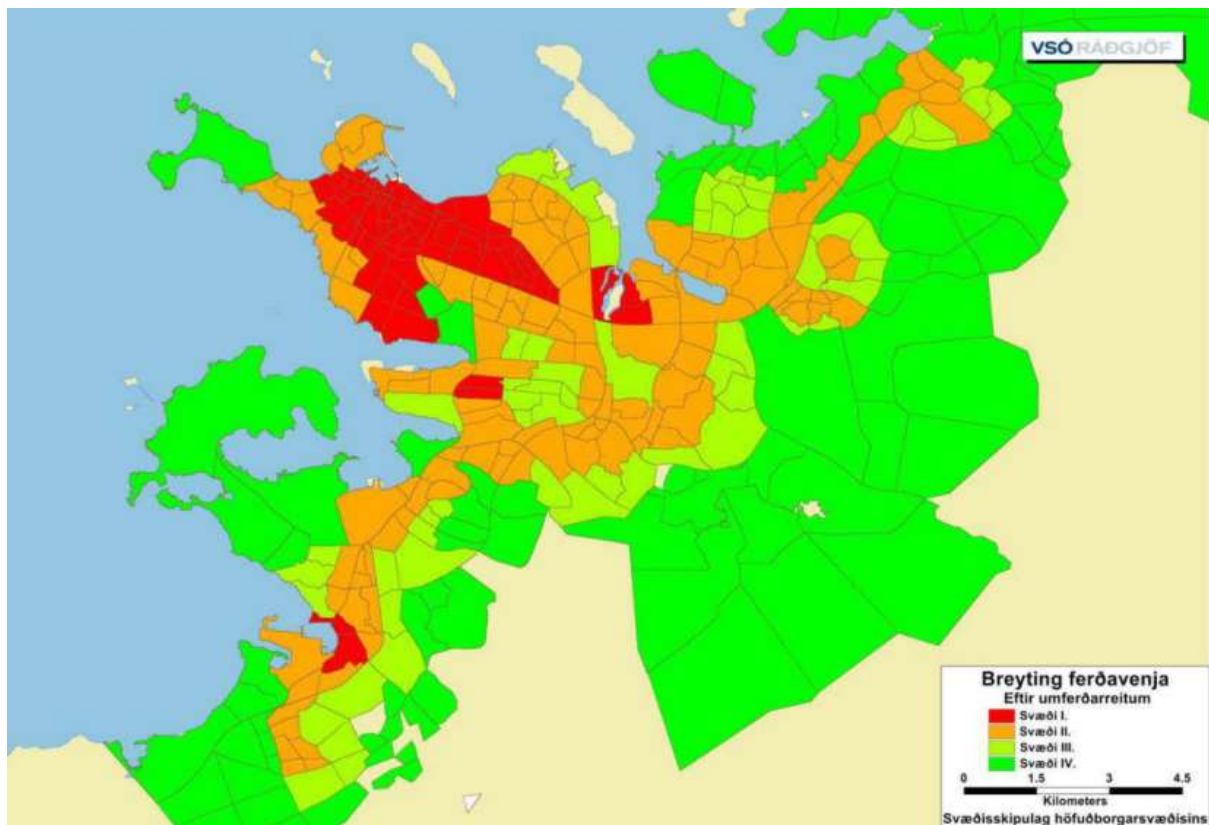 VSÓ RÁÐGJÖF
Breyting ferðavenja
Eftir umferðarreitum
Svæði I.
Svæði II.
Svæði III.
Svæði IV.
0 1.5 3 4.5
Kilometers
Svæðisskipulag höfuðborgarsvæðisins